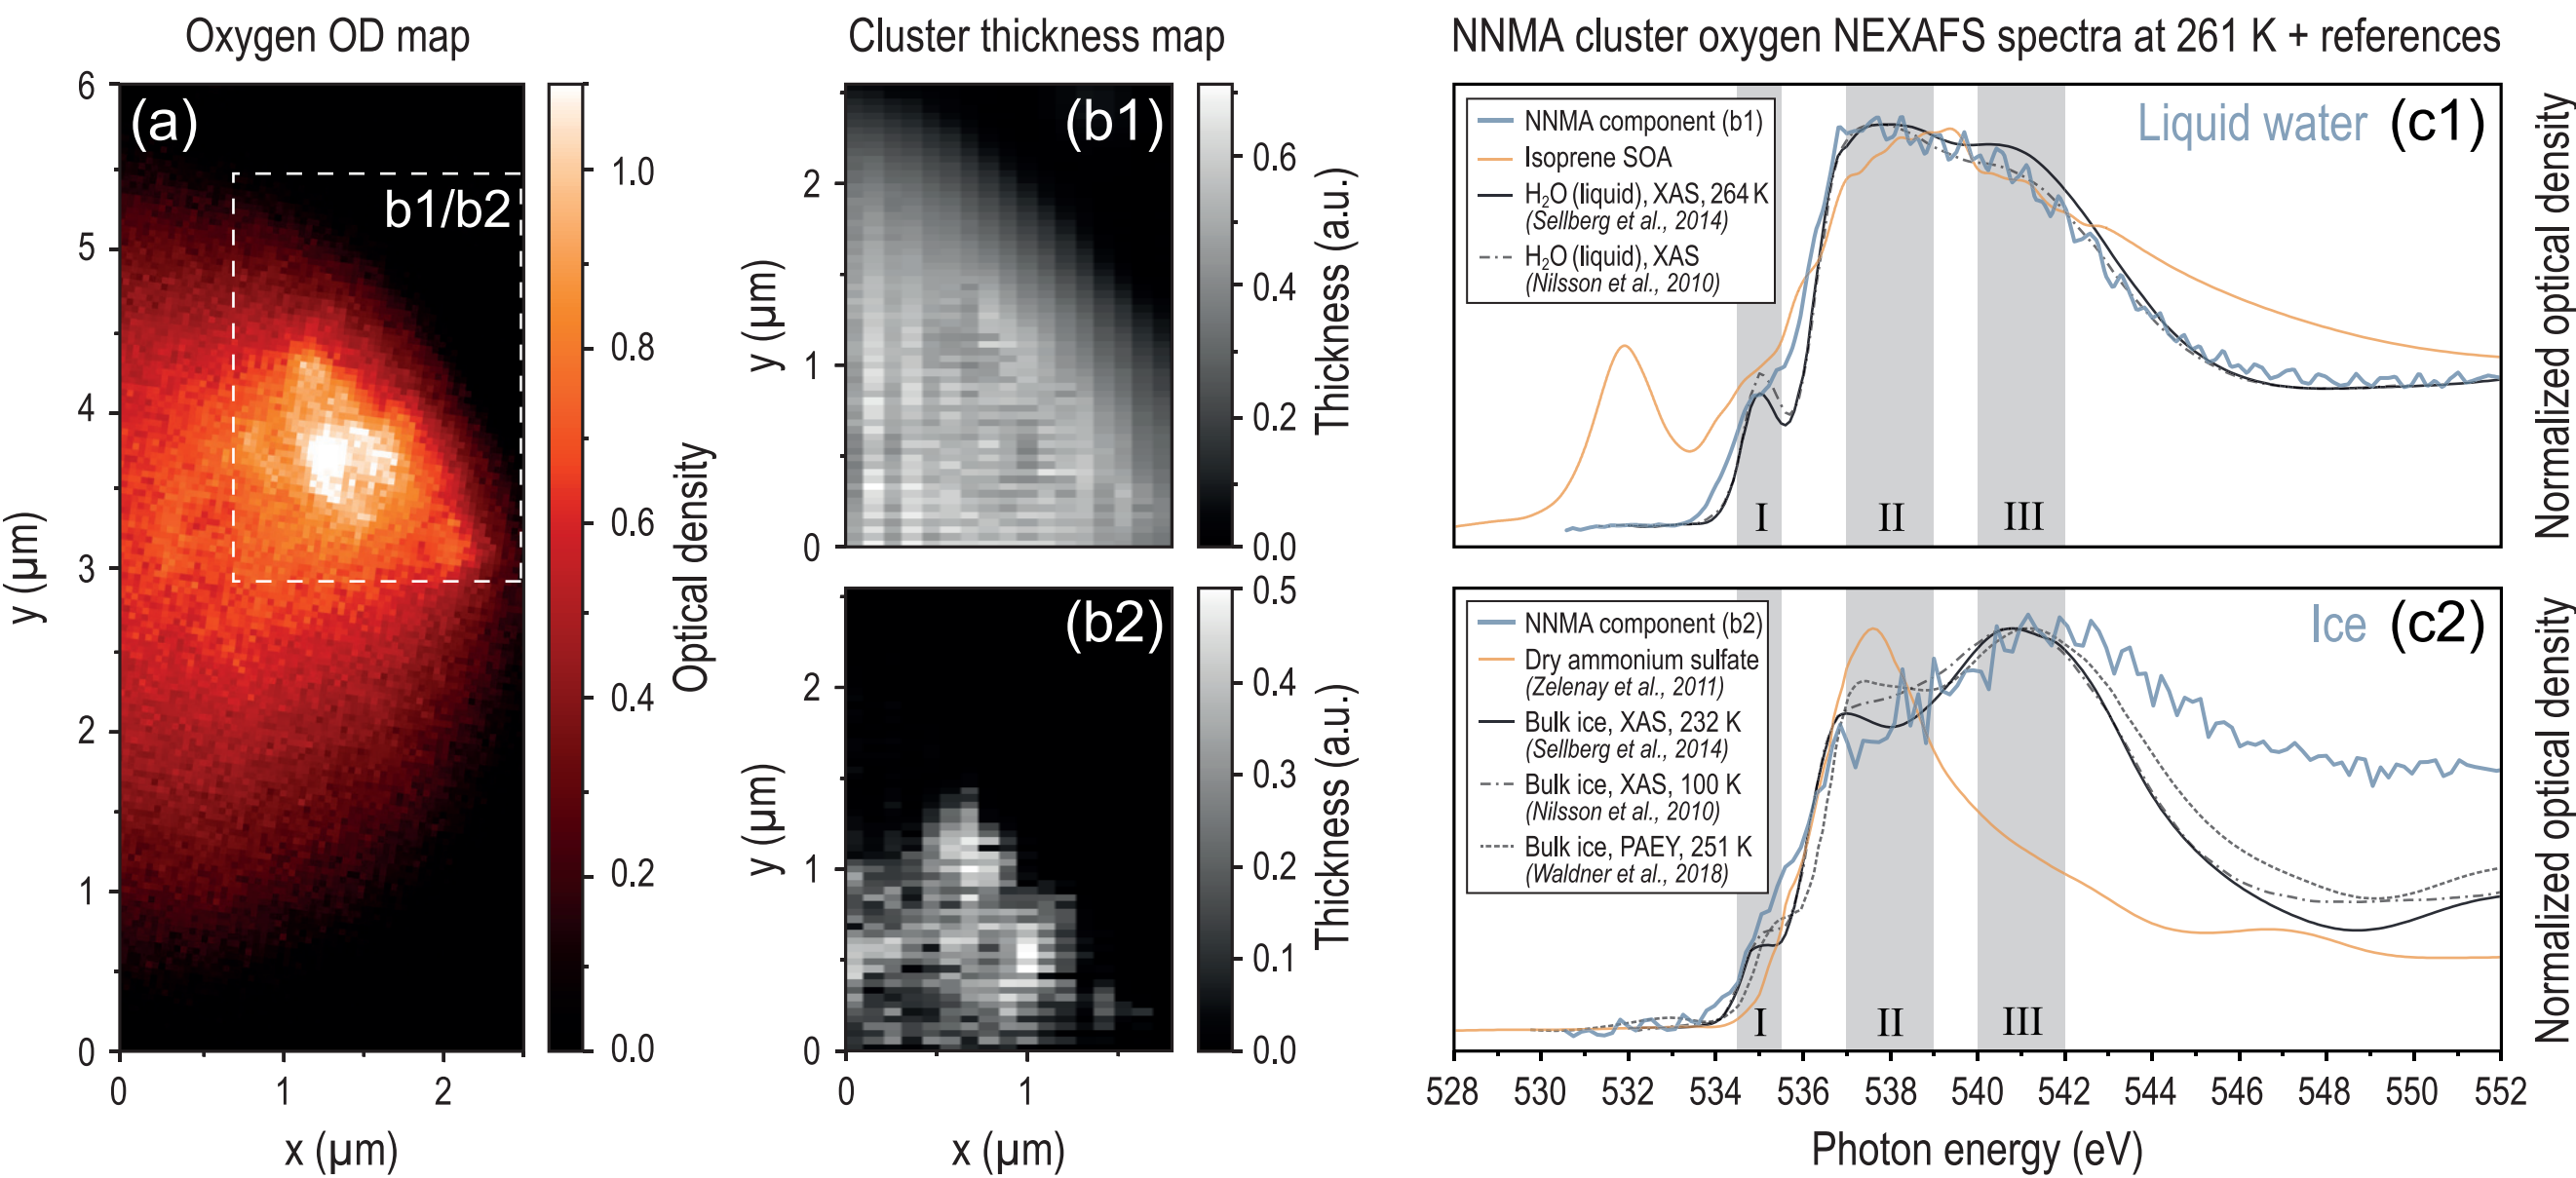 Oxygen OD map
Cluster thickness map
NNMA cluster oxygen NEXAFS spectra at 261 K + references
(a)
b1/b2
6
5
4
3
2
1
0
y (µm)
0
1
2
x (µm)
1.0
0.8
0.6
0.4
0.2
0.0
Optical density
(b1)
2
1
0
y (µm)
0.6
0.4
0.2
0.0
Thickness (a.u.)
(b2)
2
1
0
y (µm)
0
1
x (µm)
0.5
0.4
0.3
0.2
0.1
0.0
Thickness (a.u.)
NNMA component (b1)
Isoprene SOA
H₂O (liquid), XAS, 264 K
(Sellberg et al., 2014)
H₂O (liquid), XAS
(Nilsson et al., 2010)
Liquid water (c1)
I
II
III
Normalized optical density
NNMA component (b2)
Dry ammonium sulfate
(Zelenay et al., 2011)
Bulk ice, XAS, 232 K
(Sellberg et al., 2014)
Bulk ice, XAS, 100 K
(Nilsson et al., 2010)
Bulk ice, PAEY, 251 K
(Waldner et al., 2018)
Ice (c2)
I
II
III
Normalized optical density
528 530 532 534 536 538 540 542 544 546 548 550 552
Photon energy (eV)